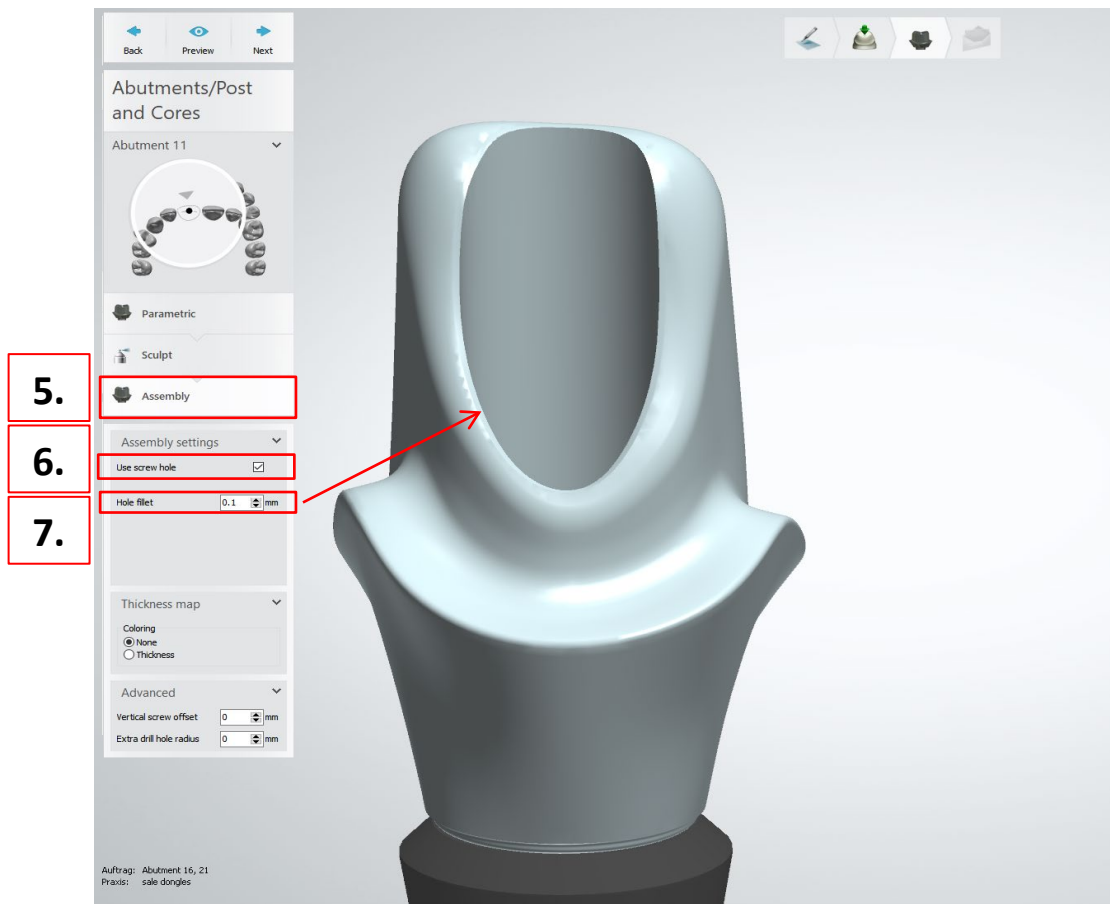 Back Preview Next
Abutments/Post
and Cores
Abutment 11
Parametric
Sculpt
5.
Assembly
Assembly settings
6.
Use screw hole
Hole fillet 0.1 mm
7.
Thickness map
Coloring
None
Thickness
Advanced
Vertical screw offset 0 mm
Extra drill hole radius 0 mm
Auftrag: Abutment 16, 21
Praxis: sale dongles